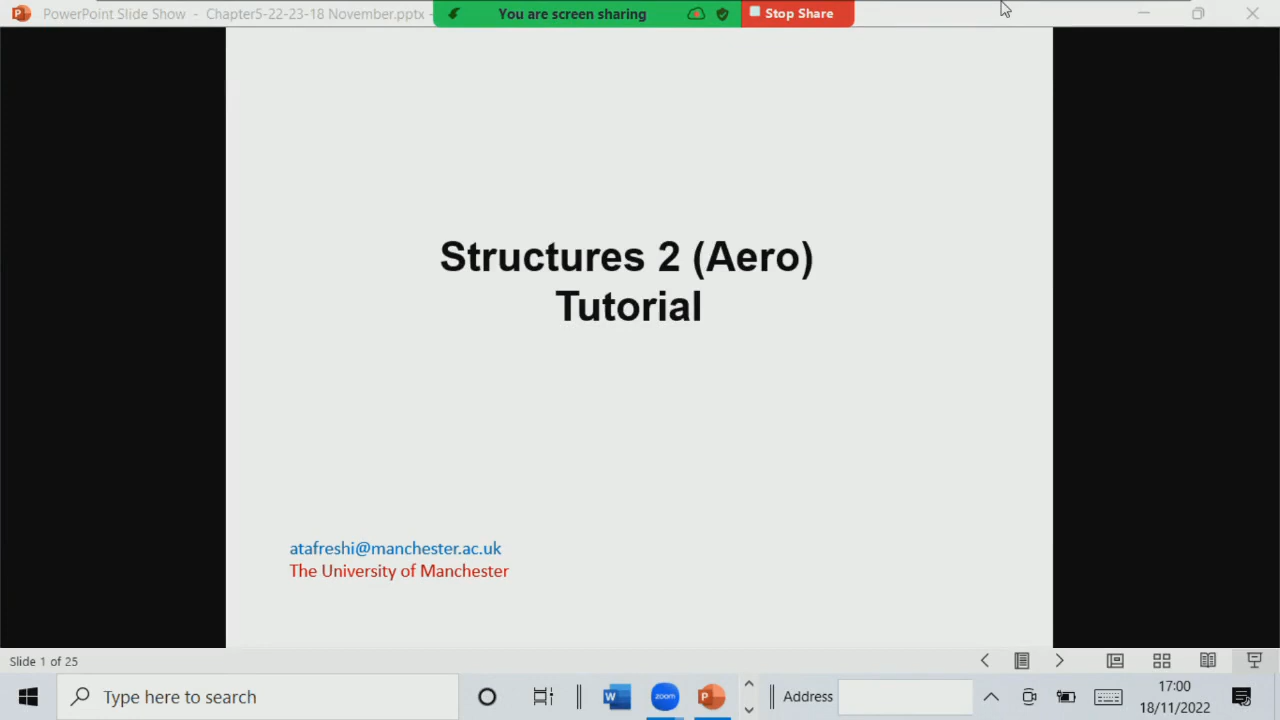 PowerPoint Slide Show - Chapter5-22-23-18 November.pptx -
You are screen sharing
Stop Share
Structures 2 (Aero)
Tutorial
atafreshi@manchester.ac.uk
The University of Manchester
Slide 1 of 25
Type here to search
W
zoom
P
Address
17:00
18/11/2022